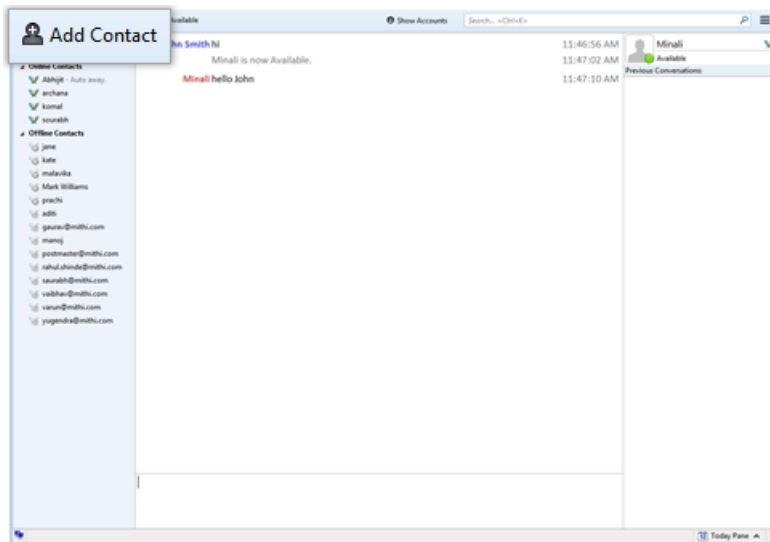 Add Contact
Available
Show Accounts
Search... <Ctrl+K>
hn Smith hi 11:46:56 AM
Minali is now Available. 11:47:02 AM
Minali hello John 11:47:10 AM
Minali
Available
Previous Conversations:
Online Contacts
Abhijit - Auto away.
archana
komal
sourabh
Offline Contacts
jane
kate
malavika
Mark Williams
prachi
aditi
gaurav@mithi.com
manoj
postmaster@mithi.com
rahul.shinde@mithi.com
saurabh@mithi.com
vaibhav@mithi.com
varun@mithi.com
yugendra@mithi.com
Today Pane